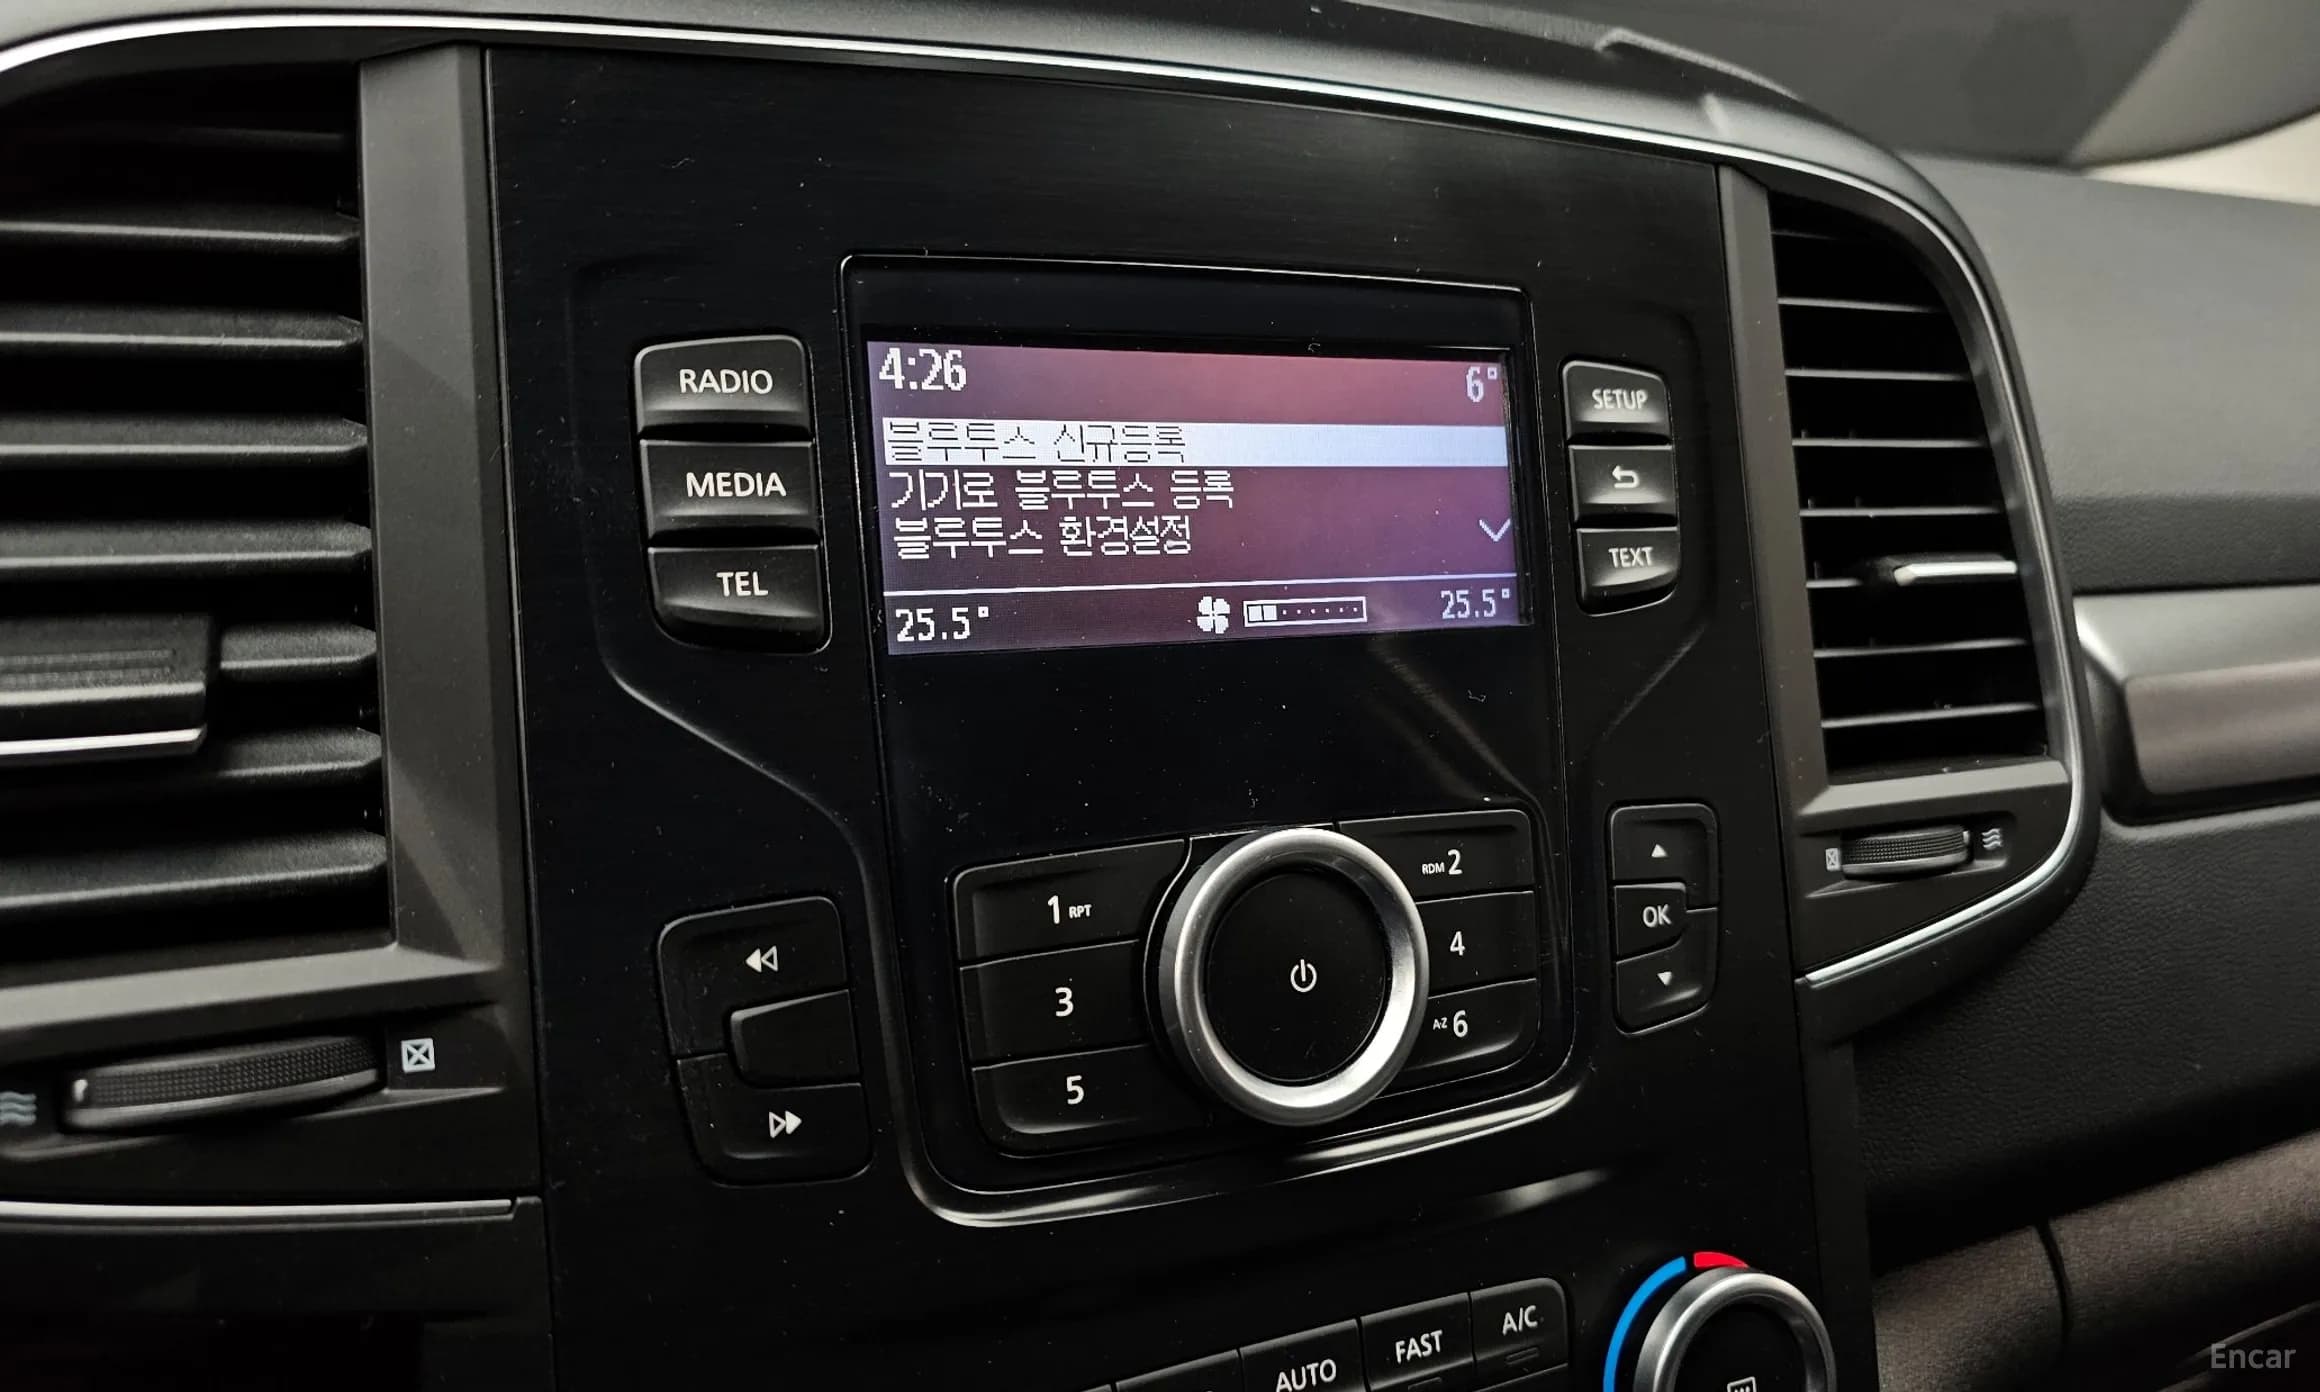 4:26
6°
블루투스 신규등록
기기로 블루투스 등록
블루투스 환경설정
25.5°
25.5°
RADIO
MEDIA
TEL
SETUP
TEXT
1 RPT
RDM 2
3
4
5
A-Z 6
OK
AUTO
FAST
A/C
Encar